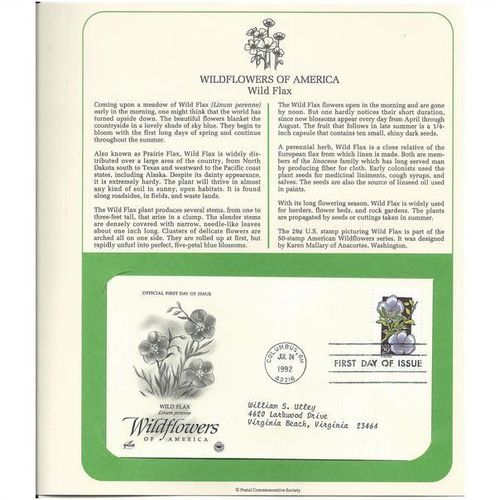 WILDFLOWERS OF AMERICA
Wild Flax
Coming upon a meadow of Wild Flax (Linum perenne)
early in the morning, one might think that the world has
turned upside down. The beautiful flowers blanket the
countryside in a lovely shade of sky blue. They begin to
bloom with the first long days of spring and continue
throughout the summer.
Also known as Prairie Flax, Wild Flax is widely dis-
tributed over a large area of the country, from North
Dakota south to Texas and westward to the Pacific coast
states, including Alaska. Despite its dainty appearance,
it is extremely hardy. The plant will thrive in almost
any kind of soil in sunny, open habitats. It is found
along roadsides, in fields, and waste lands.
The Wild Flax plant produces several stems, from one to
three-feet tall, that arise in a clump. The slender stems
are densely covered with narrow, needle-like leaves
about one inch long. Clusters of delicate flowers are
arched all on one side. They are rolled up at first, but
rapidly unfurl into perfect, five-petal blue blossoms.
The Wild Flax flowers open in the morning and are gone
by noon. But one hardly notices their short duration,
since new blossoms appear every day from April through
August. The fruit that follows in late summer is a 1/4-
inch capsule that contains ten small, shiny dark seeds.
A perennial herb, Wild Flax is a close relative of the
European flax from which linen is made. Both are mem-
bers of the linaceae family which has long served man
by producing fiber for cloth. Early colonists used the
plant seeds for medicinal liniments, cough syrups, and
salves. The seeds are also the source of linseed oil used
in paints.
With its long flowering season, Wild Flax is widely used
for borders, flower beds, and rock gardens. The plants
are propagated by seeds or cuttings taken in summer.
The 29¢ U.S. stamp picturing Wild Flax is part of the
50-stamp American Wildflowers series. It was designed
by Karen Mallary of Anacortes, Washington.
OFFICIAL FIRST DAY OF ISSUE
COLUMBUS, OH
JUL 24
1992
43216
FIRST DAY OF ISSUE
WILD FLAX
Linum perenne
Wildflowers
OF AMERICA
William S. Utley
4620 Larkwood Drive
Virginia Beach, Virginia 23464
© Postal Commemorative Society